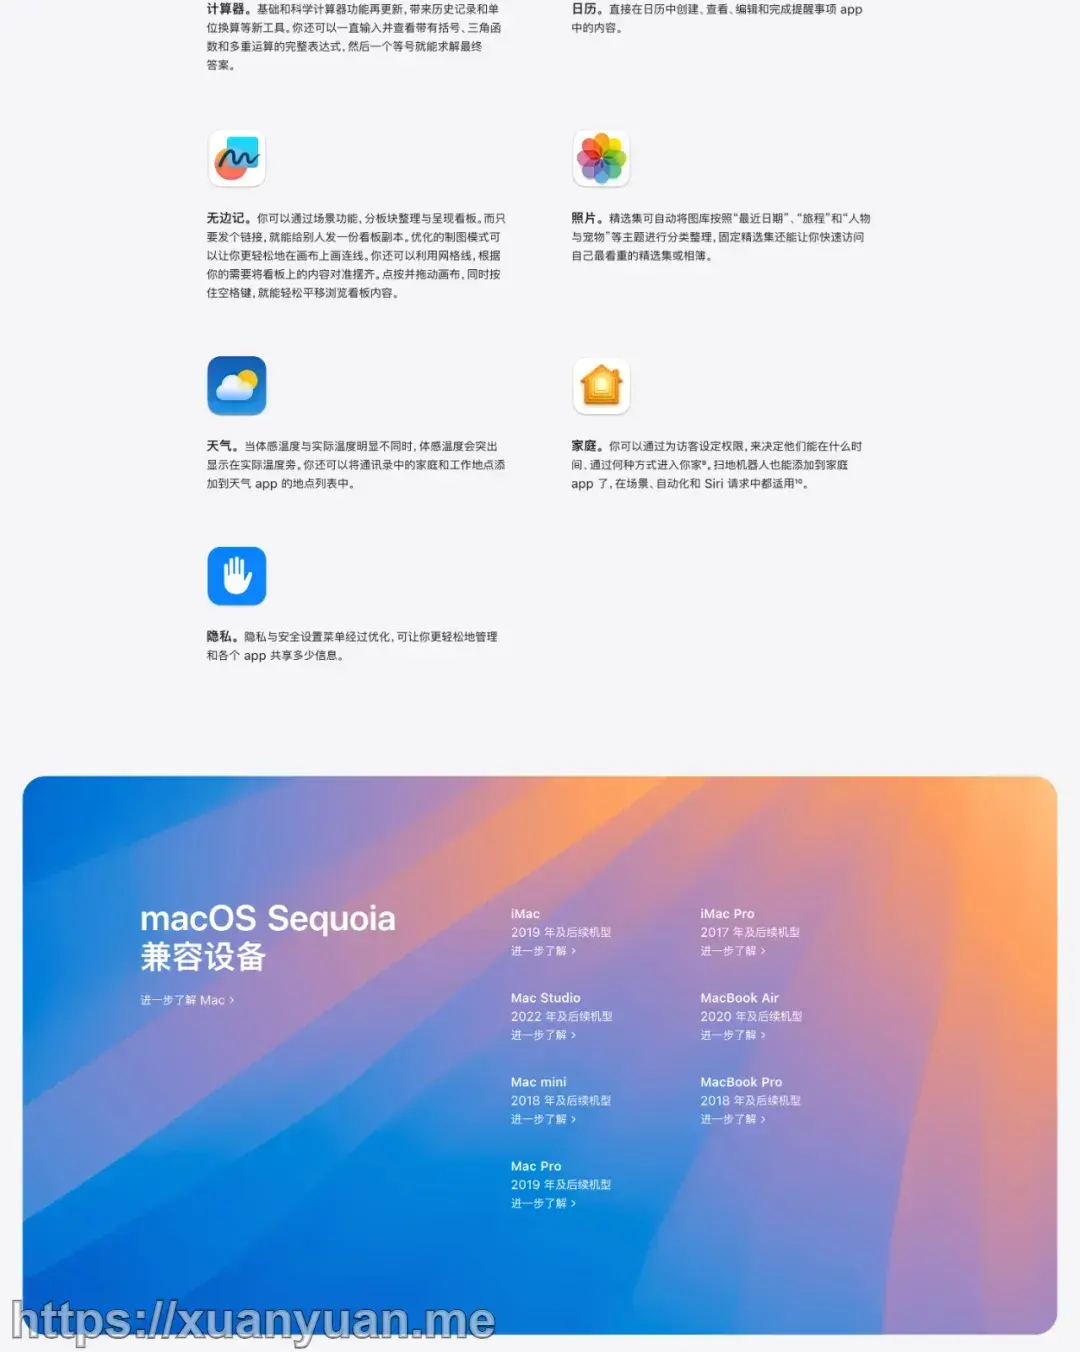 计算器。基础和科学计算器功能再更新，带来历史记录和单
位换算等新工具。你还可以一直输入并查看带有括号、三角函
数和多重运算的完整表达式，然后一个等号就能求解最终
答案。
日历。直接在日历中创建、查看、编辑和完成提醒事项 app
中的内容。
无边记。你可以通过场景功能，分板块整理与呈现看板。而只
要发个链接，就能给别人发一份看板副本。优化的制图模式可
以让你更轻松地在画布上画连线。你还可以利用网格线，根据
你的需要将看板上的内容对准摆齐。点按并拖动画布，同时按
住空格键，就能轻松平移浏览看板内容。
照片。精选集可自动将图库按照“最近日期”、“旅程”和“人物
与宠物”等主题进行分类整理，固定精选集还能让你快速访问
自己最看重的精选集或相簿。
天气。当体感温度与实际温度明显不同时，体感温度会突出
显示在实际温度旁。你还可以将通讯录中的家庭和工作地点添
加到天气 app 的地点列表中。
家庭。你可以通过为访客设定权限，来决定他们能在什么时
间、通过何种方式进入你家⁹。扫地机器人也能添加到家庭
app 了，在场景、自动化和 Siri 请求中都适用¹⁰。
隐私。隐私与安全设置菜单经过优化，可让你更轻松地管理
和各个 app 共享多少信息。
macOS Sequoia
兼容设备
进一步了解 Mac >
iMac
2019 年及后续机型
进一步了解 >
iMac Pro
2017 年及后续机型
进一步了解 >
Mac Studio
2022 年及后续机型
进一步了解 >
MacBook Air
2020 年及后续机型
进一步了解 >
Mac mini
2018 年及后续机型
进一步了解 >
MacBook Pro
2018 年及后续机型
进一步了解 >
Mac Pro
2019 年及后续机型
进一步了解 >
https://xuanyuan.me